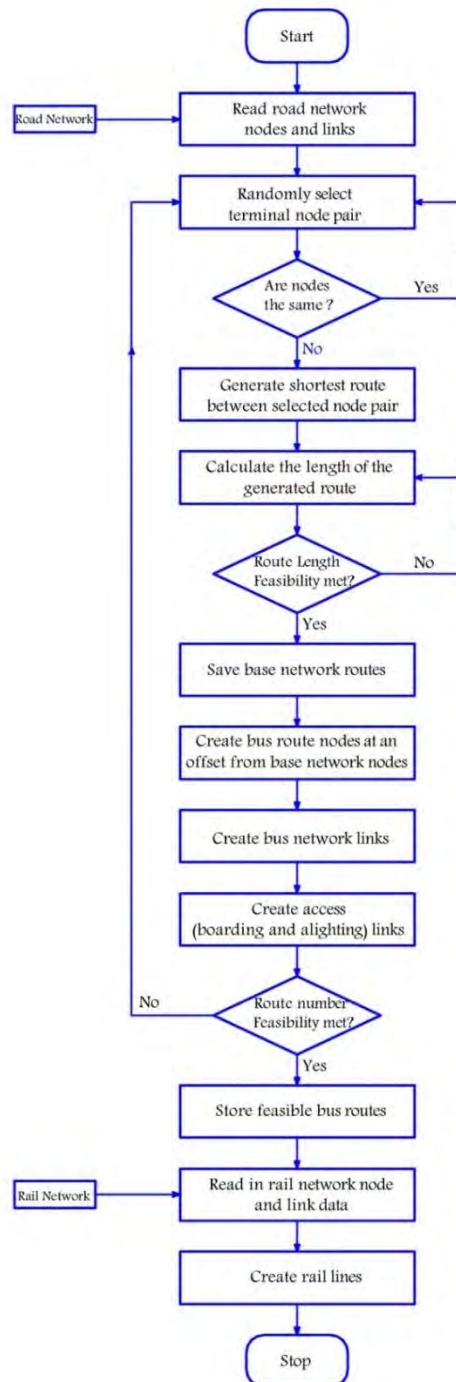 Start
Road Network
Read road network
nodes and links
Randomly select
terminal node pair
Are nodes
the same ?
Yes
No
Generate shortest route
between selected node pair
Calculate the length of the
generated route
Route Length
Feasibility met?
No
Yes
Save base network routes
Create bus route nodes at an
offset from base network nodes
Create bus network links
Create access
(boarding and alighting) links
No
Route number
Feasibility met?
Yes
Store feasible bus routes
Rail Network
Read in rail network node
and link data
Create rail lines
Stop